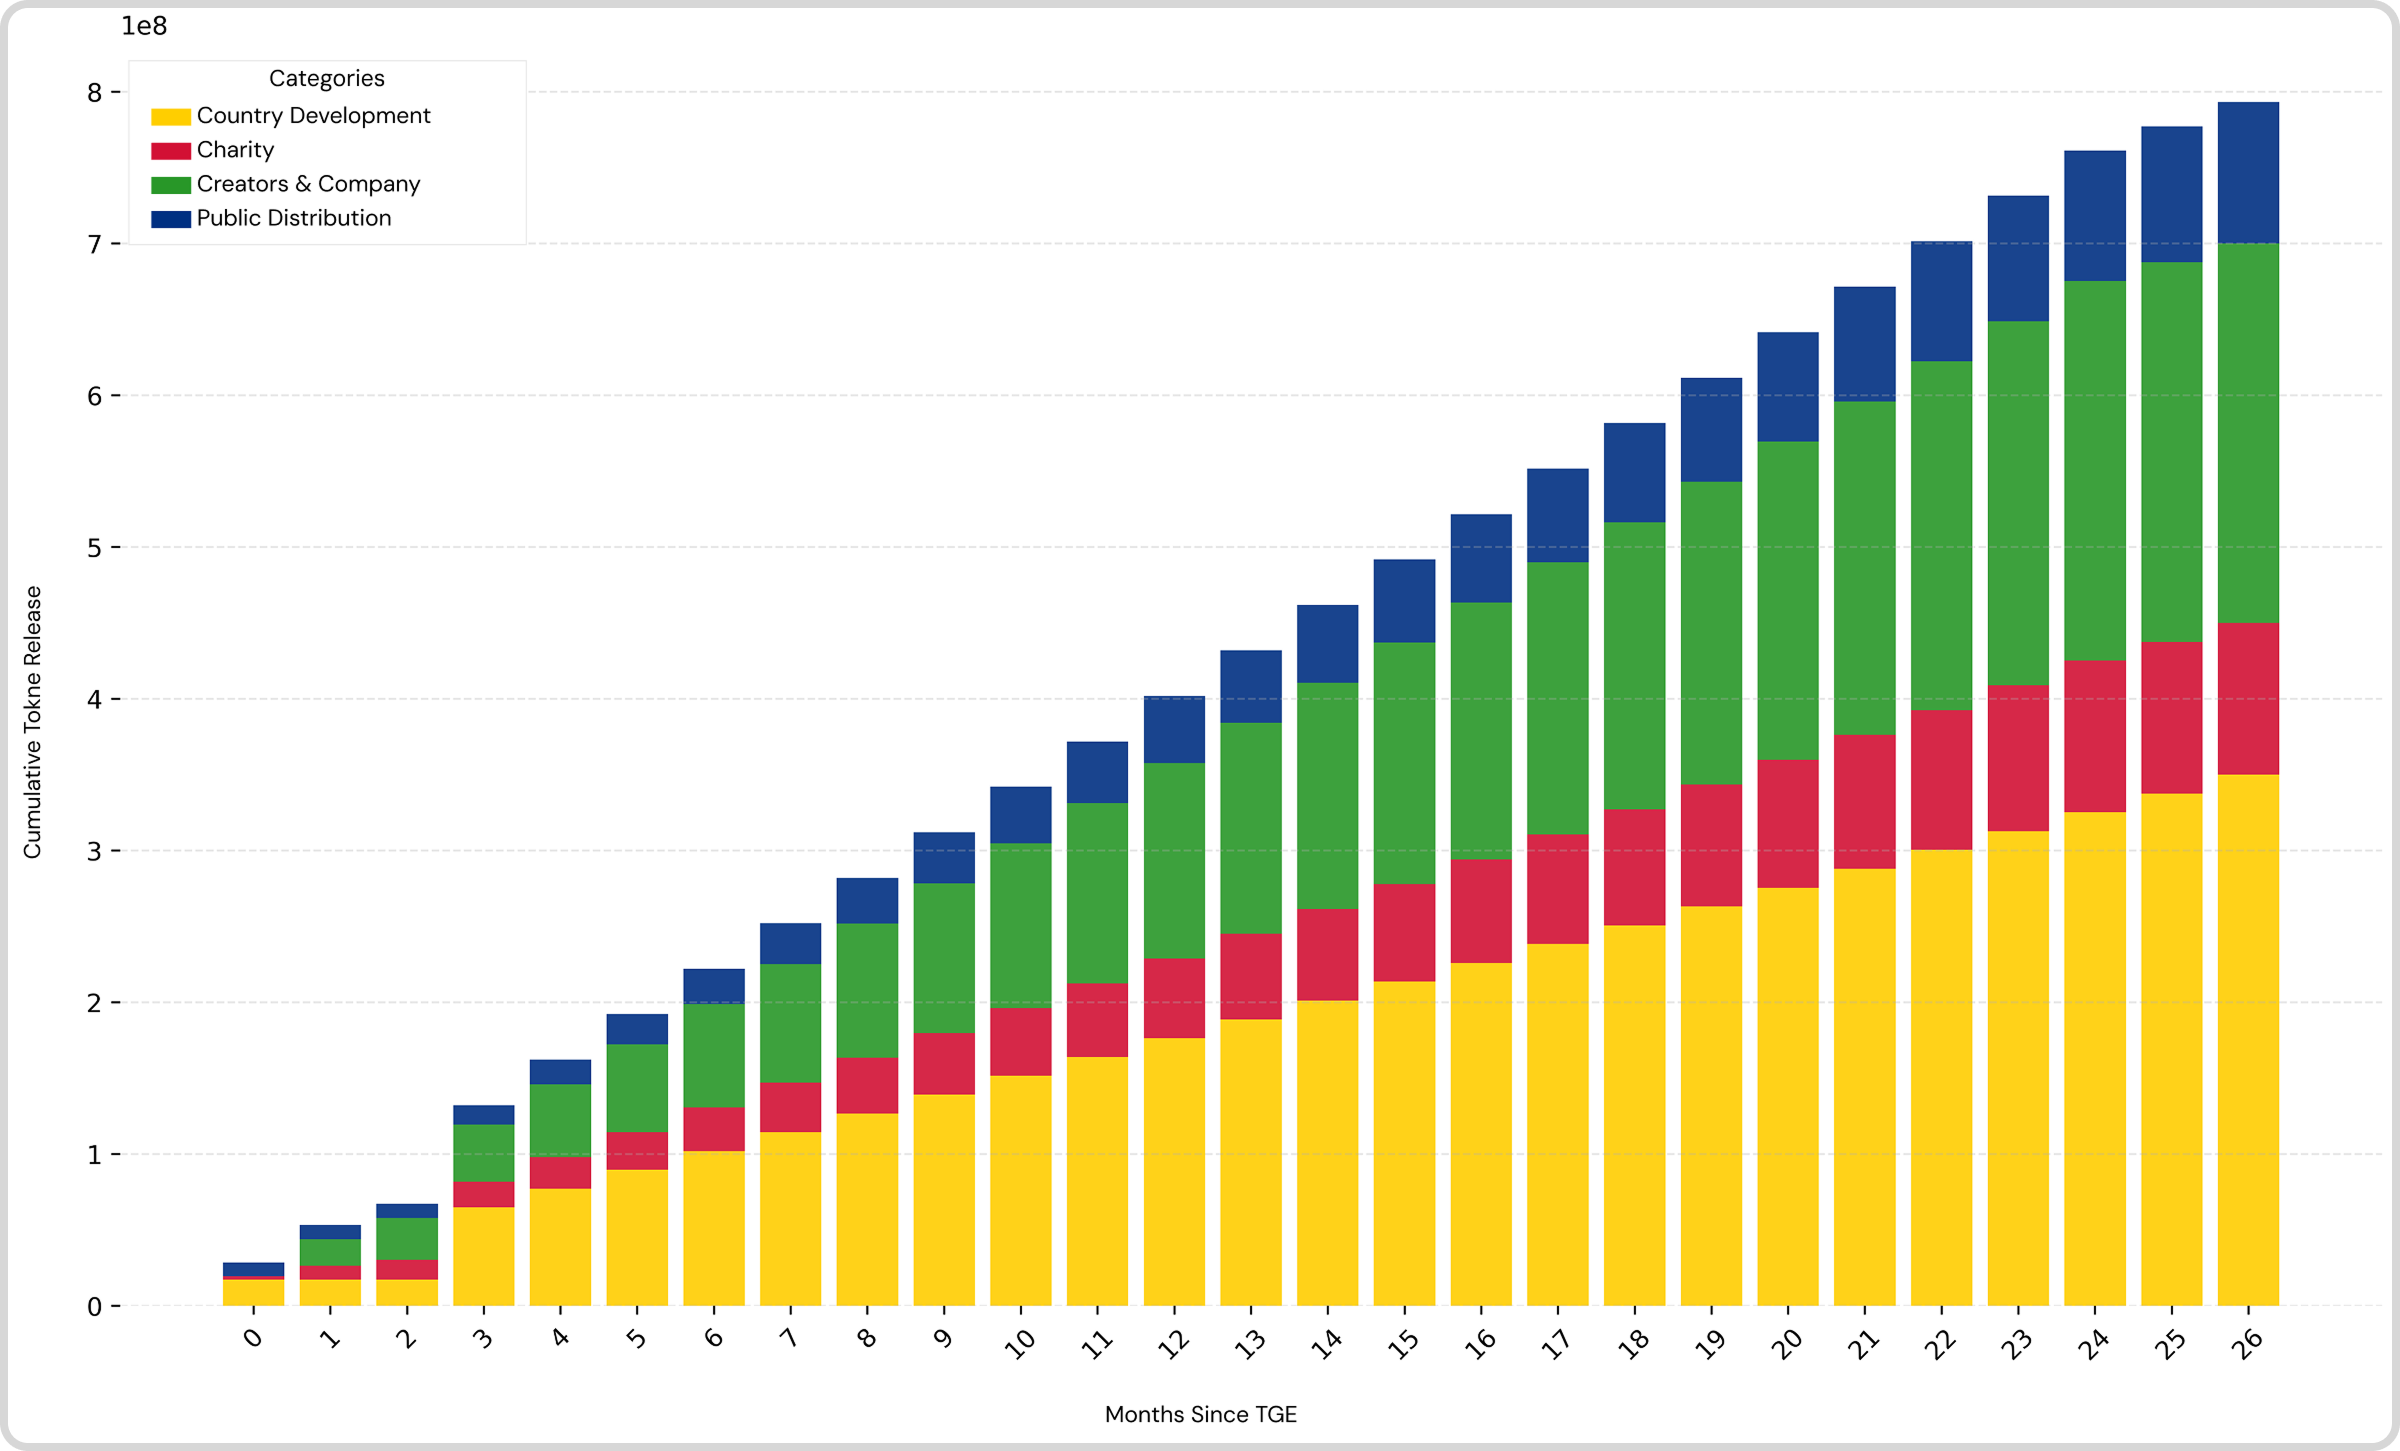 1e8
Categories
Country Development
Charity
Creators & Company
Public Distribution
8
7
6
5
4
3
2
1
0
Cumulative Tokne Release
0 1 2 3 4 5 6 7 8 9 10 11 12 13 14 15 16 17 18 19 20 21 22 23 24 25 26
Months Since TGE